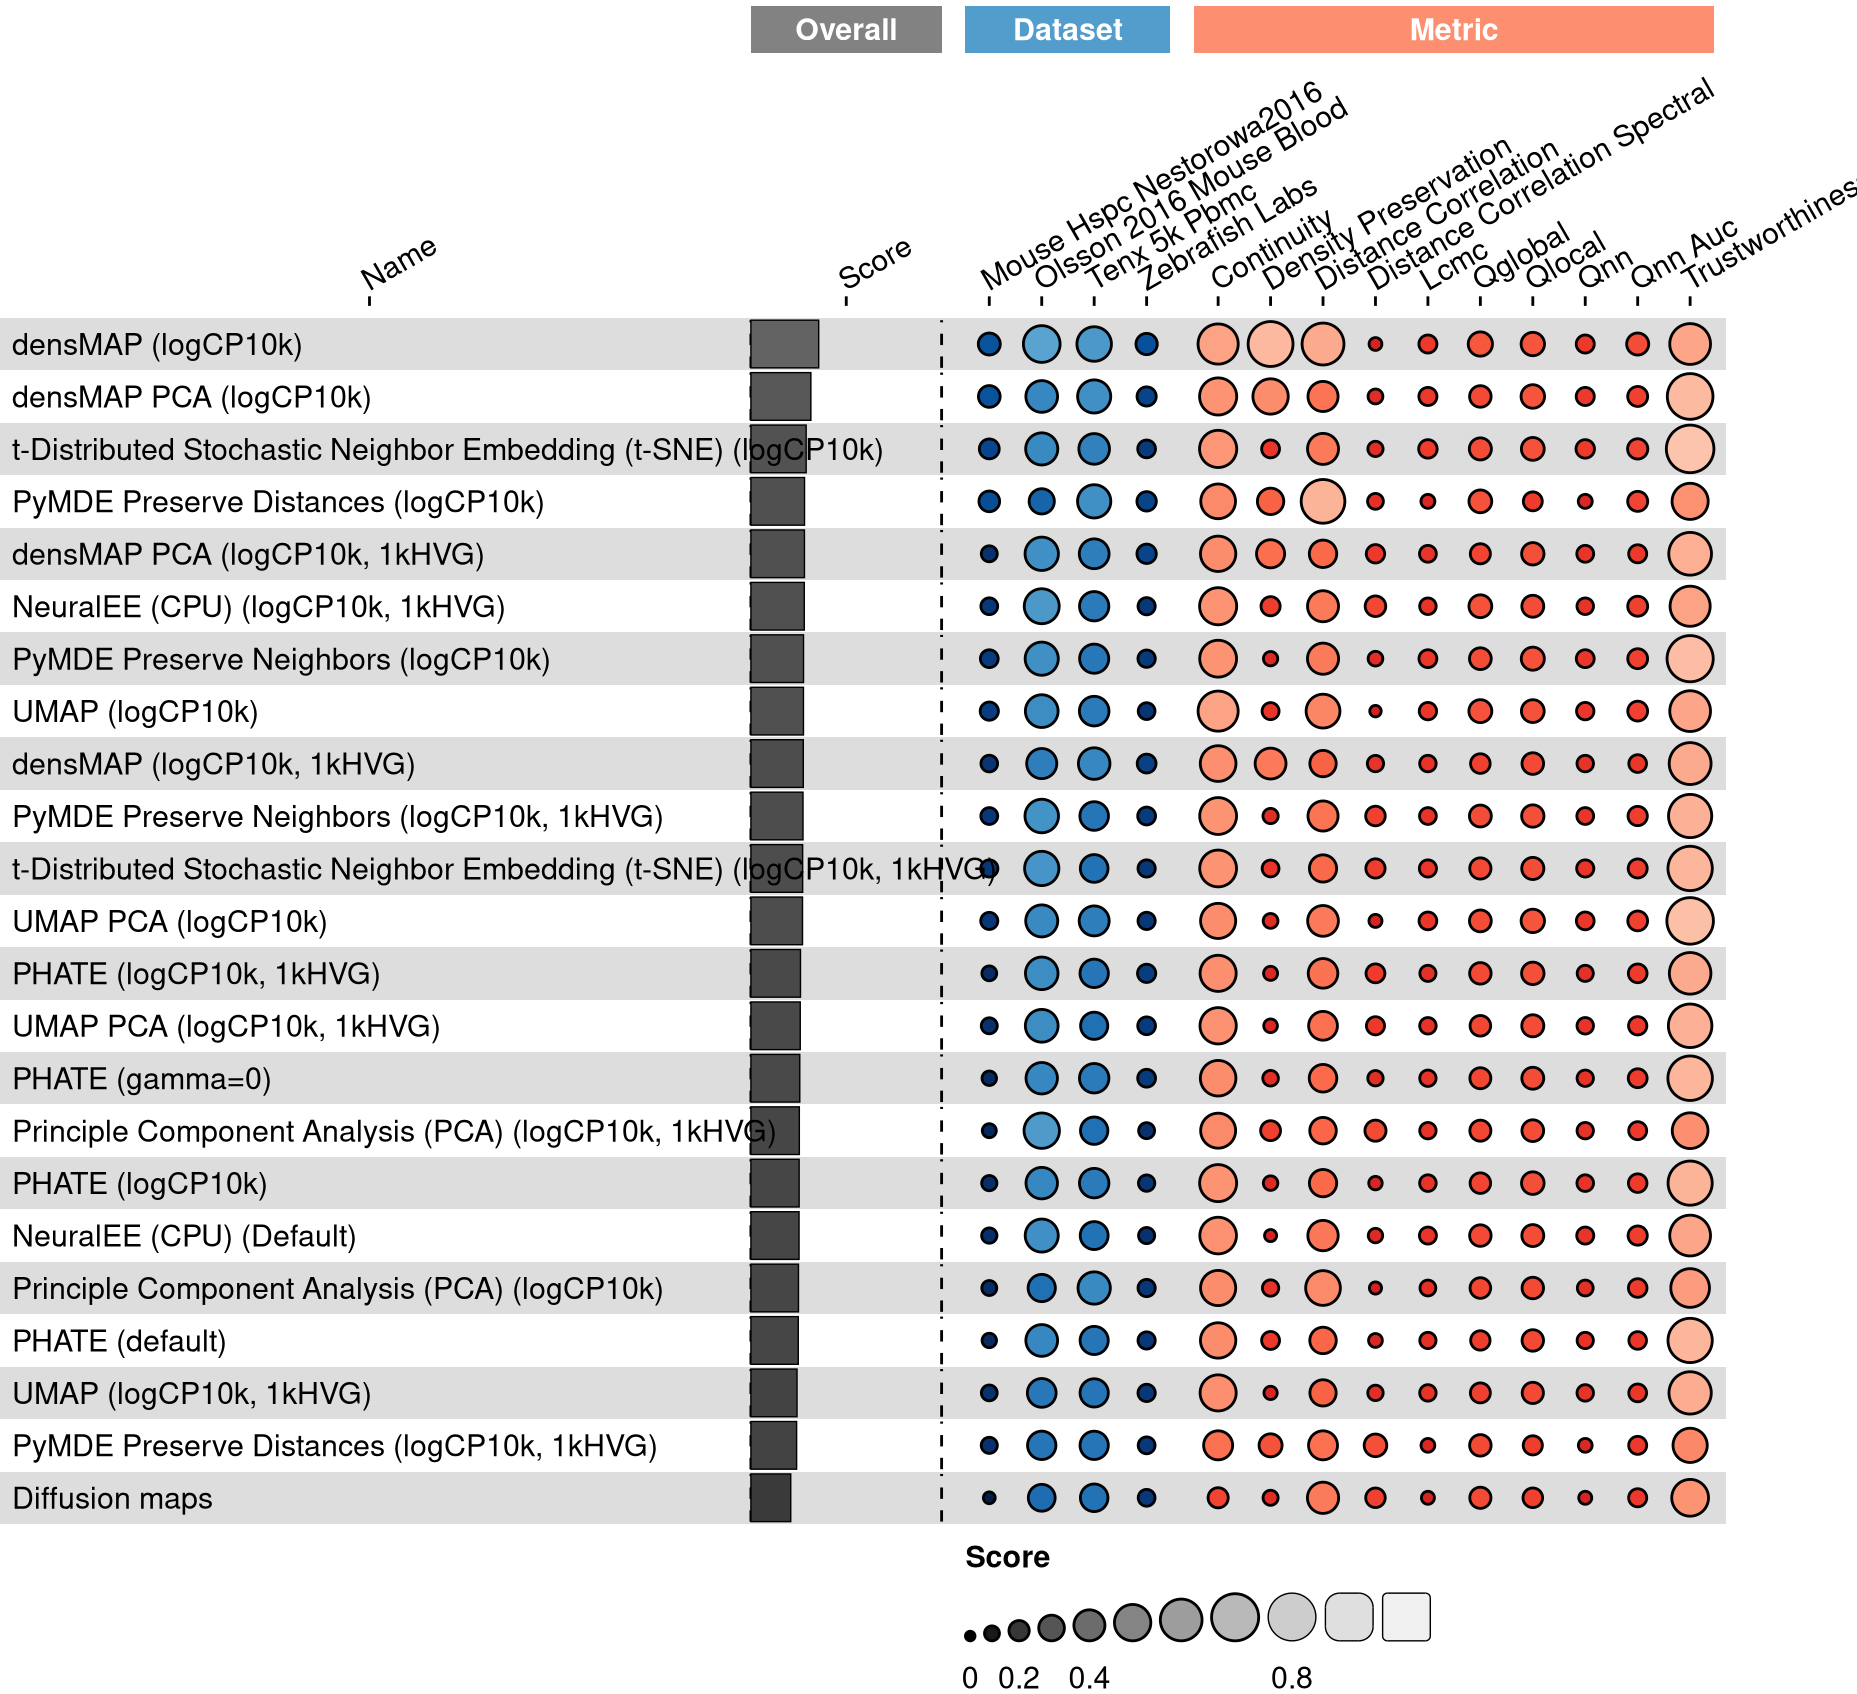 Overall
Dataset
Metric
Name
Score
Mouse Hspc Nestorowa2016
Olsson 2016 Mouse Blood
Tenx 5k Pbmc
Zebrafish Labs
Continuity
Density Preservation
Distance Correlation
Distance Correlation Spectral
Lcmc
Qglobal
Qlocal
Qnn
Qnn Auc
Trustworthines
densMAP (logCP10k)
densMAP PCA (logCP10k)
t-Distributed Stochastic Neighbor Embedding (t-SNE) (logCP10k)
PyMDE Preserve Distances (logCP10k)
densMAP PCA (logCP10k, 1kHVG)
NeuralEE (CPU) (logCP10k, 1kHVG)
PyMDE Preserve Neighbors (logCP10k)
UMAP (logCP10k)
densMAP (logCP10k, 1kHVG)
PyMDE Preserve Neighbors (logCP10k, 1kHVG)
t-Distributed Stochastic Neighbor Embedding (t-SNE) (logCP10k, 1kHVG)
UMAP PCA (logCP10k)
PHATE (logCP10k, 1kHVG)
UMAP PCA (logCP10k, 1kHVG)
PHATE (gamma=0)
Principle Component Analysis (PCA) (logCP10k, 1kHVG)
PHATE (logCP10k)
NeuralEE (CPU) (Default)
Principle Component Analysis (PCA) (logCP10k)
PHATE (default)
UMAP (logCP10k, 1kHVG)
PyMDE Preserve Distances (logCP10k, 1kHVG)
Diffusion maps
Score
0 0.2 0.4 0.8